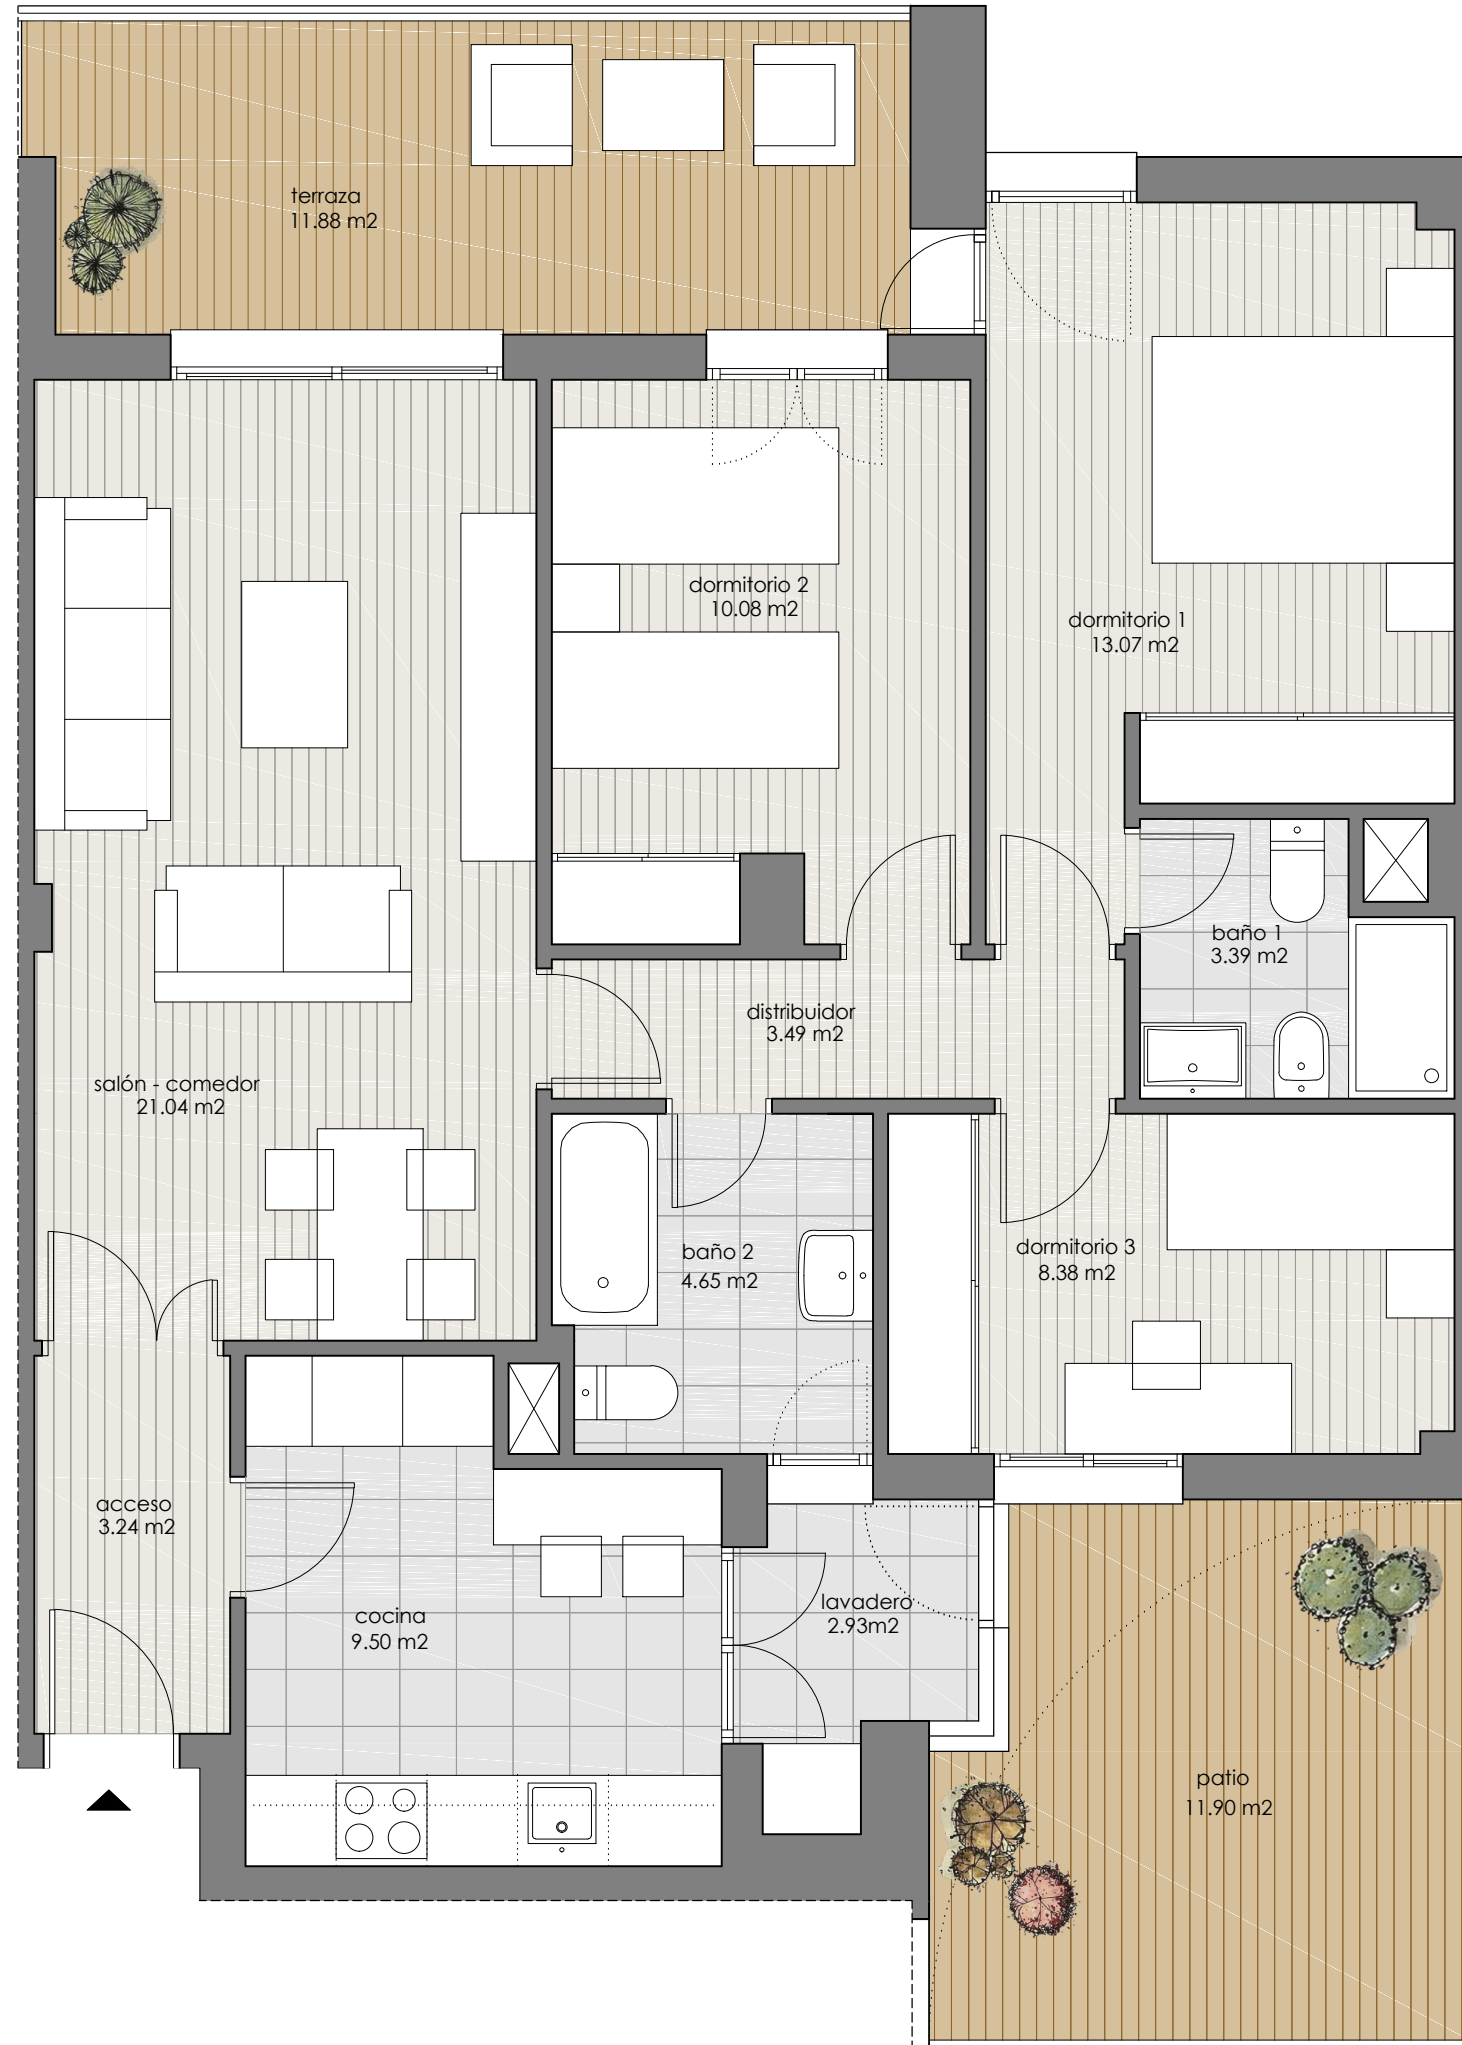 terraza
11.88 m2
dormitorio 2
10.08 m2
dormitorio 1
13.07 m2
baño 1
3.39 m2
distribuidor
3.49 m2
salón - comedor
21.04 m2
baño 2
4.65 m2
dormitorio 3
8.38 m2
acceso
3.24 m2
cocina
9.50 m2
lavadero
2.93m2
patio
11.90 m2